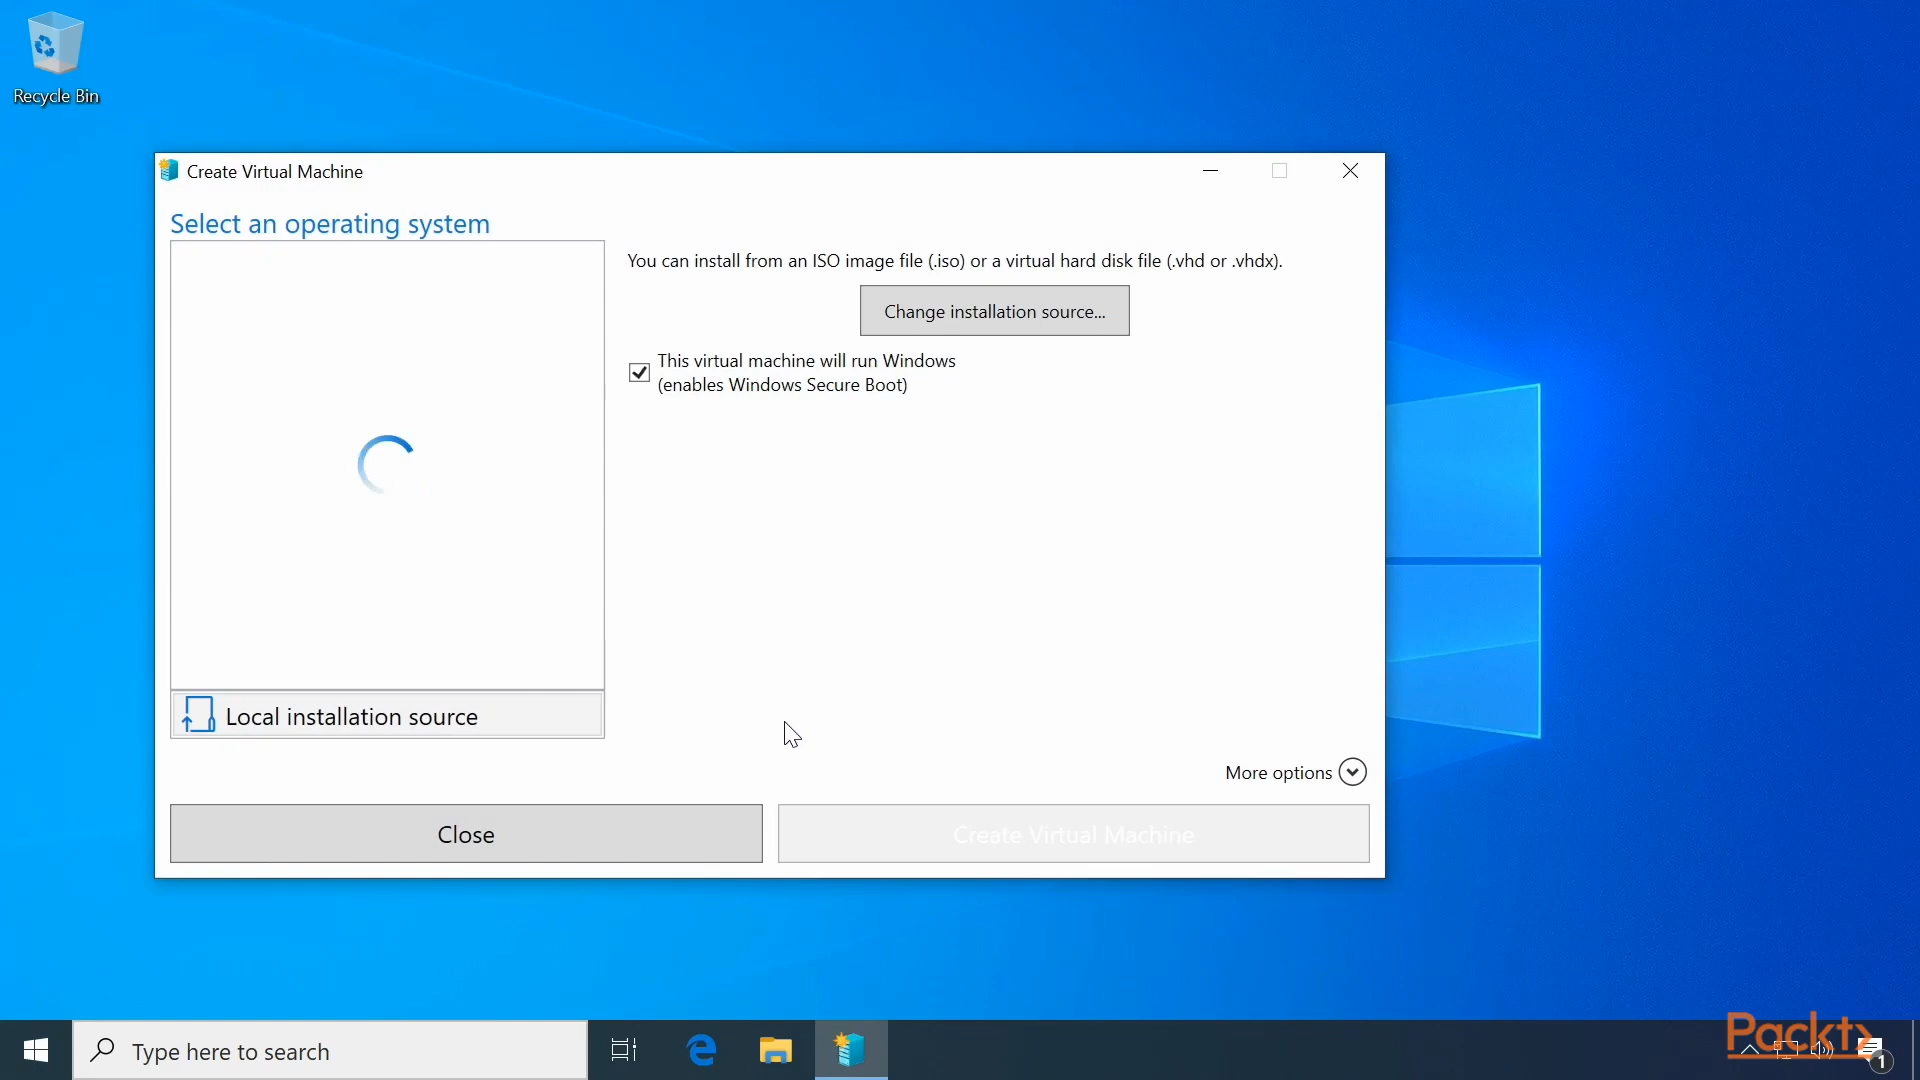 Recycle Bin
Create Virtual Machine
Select an operating system
You can install from an ISO image file (.iso) or a virtual hard disk file (.vhd or .vhdx).
Change installation source...
This virtual machine will run Windows
(enables Windows Secure Boot)
Local installation source
More options
Close
Create Virtual Machine
Type here to search
Packt
1